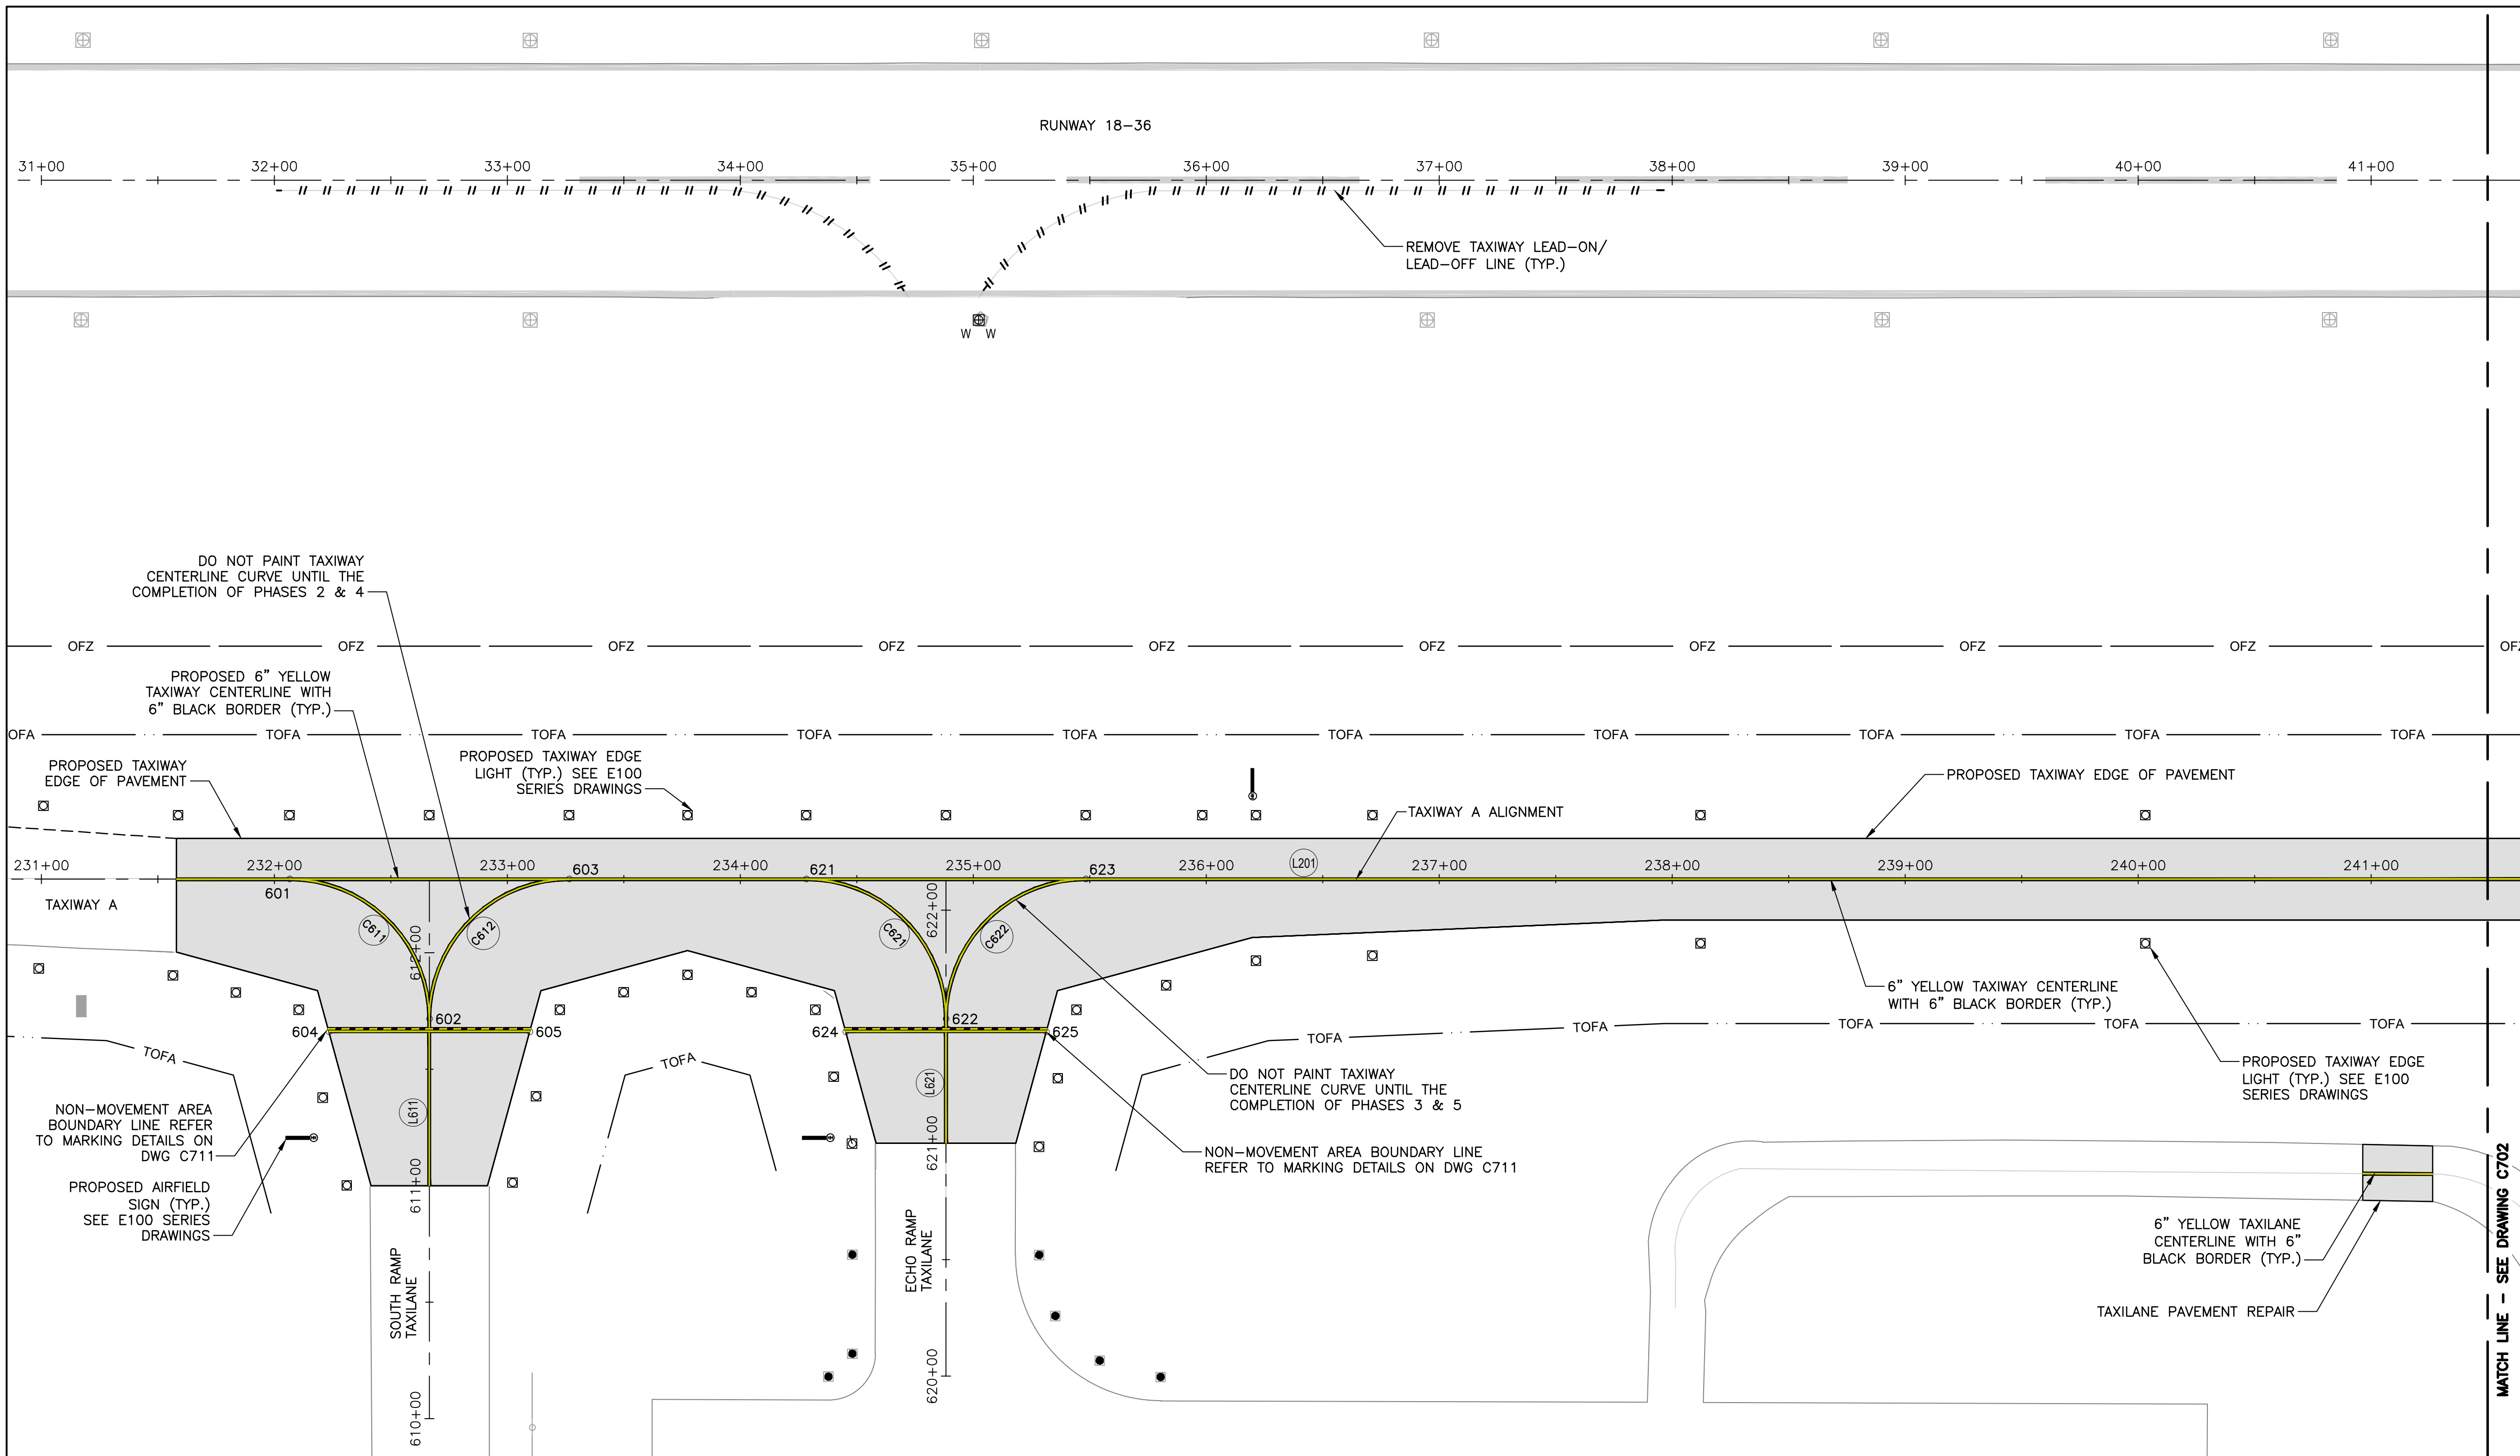 RUNWAY 18-36
31+00 32+00 33+00 34+00 35+00 36+00 37+00 38+00 39+00 40+00 41+00
REMOVE TAXIWAY LEAD-ON/
LEAD-OFF LINE (TYP.)
W W
DO NOT PAINT TAXIWAY
CENTERLINE CURVE UNTIL THE
COMPLETION OF PHASES 2 & 4
OFZ OFZ OFZ OFZ OFZ OFZ OFZ OFZ OFZ OFZ
PROPOSED 6" YELLOW
TAXIWAY CENTERLINE WITH
6" BLACK BORDER (TYP.)
OFA TOFA TOFA TOFA TOFA TOFA TOFA TOFA TOFA TOFA
PROPOSED TAXIWAY
EDGE OF PAVEMENT
PROPOSED TAXIWAY EDGE
LIGHT (TYP.) SEE E100
SERIES DRAWINGS
PROPOSED TAXIWAY EDGE OF PAVEMENT
TAXIWAY A ALIGNMENT
231+00 232+00 233+00 234+00 235+00 236+00 237+00 238+00 239+00 240+00 241+00
L201
601 603 621 623
TAXIWAY A
C611 C612 C621 C622
612+00
622+00
6" YELLOW TAXIWAY CENTERLINE
WITH 6" BLACK BORDER (TYP.)
604 602 605 624 622 625
TOFA TOFA TOFA TOFA TOFA TOFA TOFA
L611
L621
DO NOT PAINT TAXIWAY
CENTERLINE CURVE UNTIL THE
COMPLETION OF PHASES 3 & 5
PROPOSED TAXIWAY EDGE
LIGHT (TYP.) SEE E100
SERIES DRAWINGS
NON-MOVEMENT AREA
BOUNDARY LINE REFER
TO MARKING DETAILS ON
DWG C711
NON-MOVEMENT AREA BOUNDARY LINE
REFER TO MARKING DETAILS ON DWG C711
PROPOSED AIRFIELD
SIGN (TYP.)
SEE E100 SERIES
DRAWINGS
611+00
621+00
SOUTH RAMP
TAXILANE
ECHO RAMP
TAXILANE
6" YELLOW TAXILANE
CENTERLINE WITH 6"
BLACK BORDER (TYP.)
TAXILANE PAVEMENT REPAIR
610+00
620+00
MATCH LINE - SEE DRAWING C702